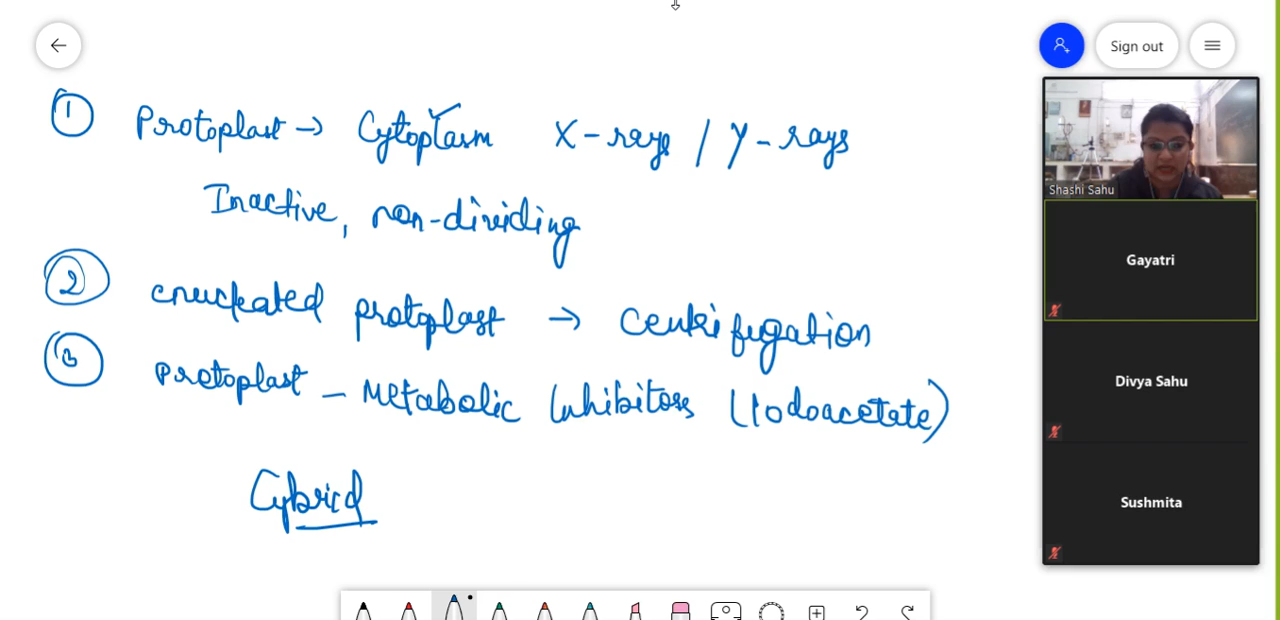 Sign out
① Protoplast → Cytoplasm X-rays / γ-rays
Inactive, non-dividing
② enucleated protoplast → Centrifugation
③ Protoplast - Metabolic Inhibitors (Iodoacetate)
Cybrid
Shashi Sahu
Gayatri
Divya Sahu
Sushmita